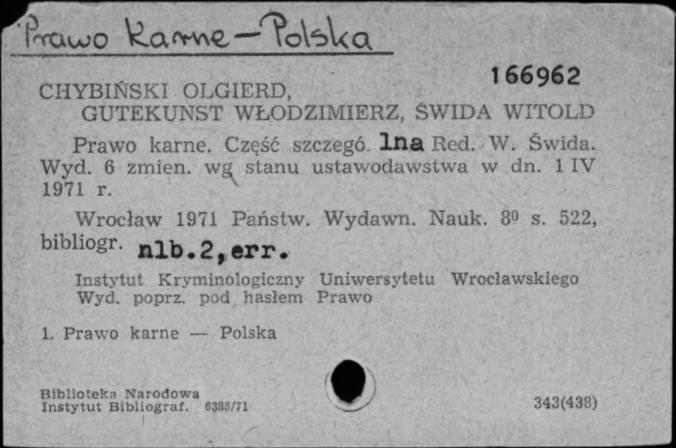 Prawo Karne - Polska
166962
CHYBIŃSKI OLGIERD,
GUTEKUNST WŁODZIMIERZ, ŚWIDA WITOLD
Prawo karne. Część szczegó lna Red. W. Świda.
Wyd. 6 zmien. wg stanu ustawodawstwa w dn. 1 IV
1971 r.
Wrocław 1971 Państw. Wydawn. Nauk. 8º s. 522,
bibliogr. nlb.2, err.
Instytut Kryminologiczny Uniwersytetu Wrocławskiego
Wyd. poprz. pod hasłem Prawo
1. Prawo karne — Polska
Biblioteka Narodowa
Instytut Bibliograf. 6385/71
343(438)